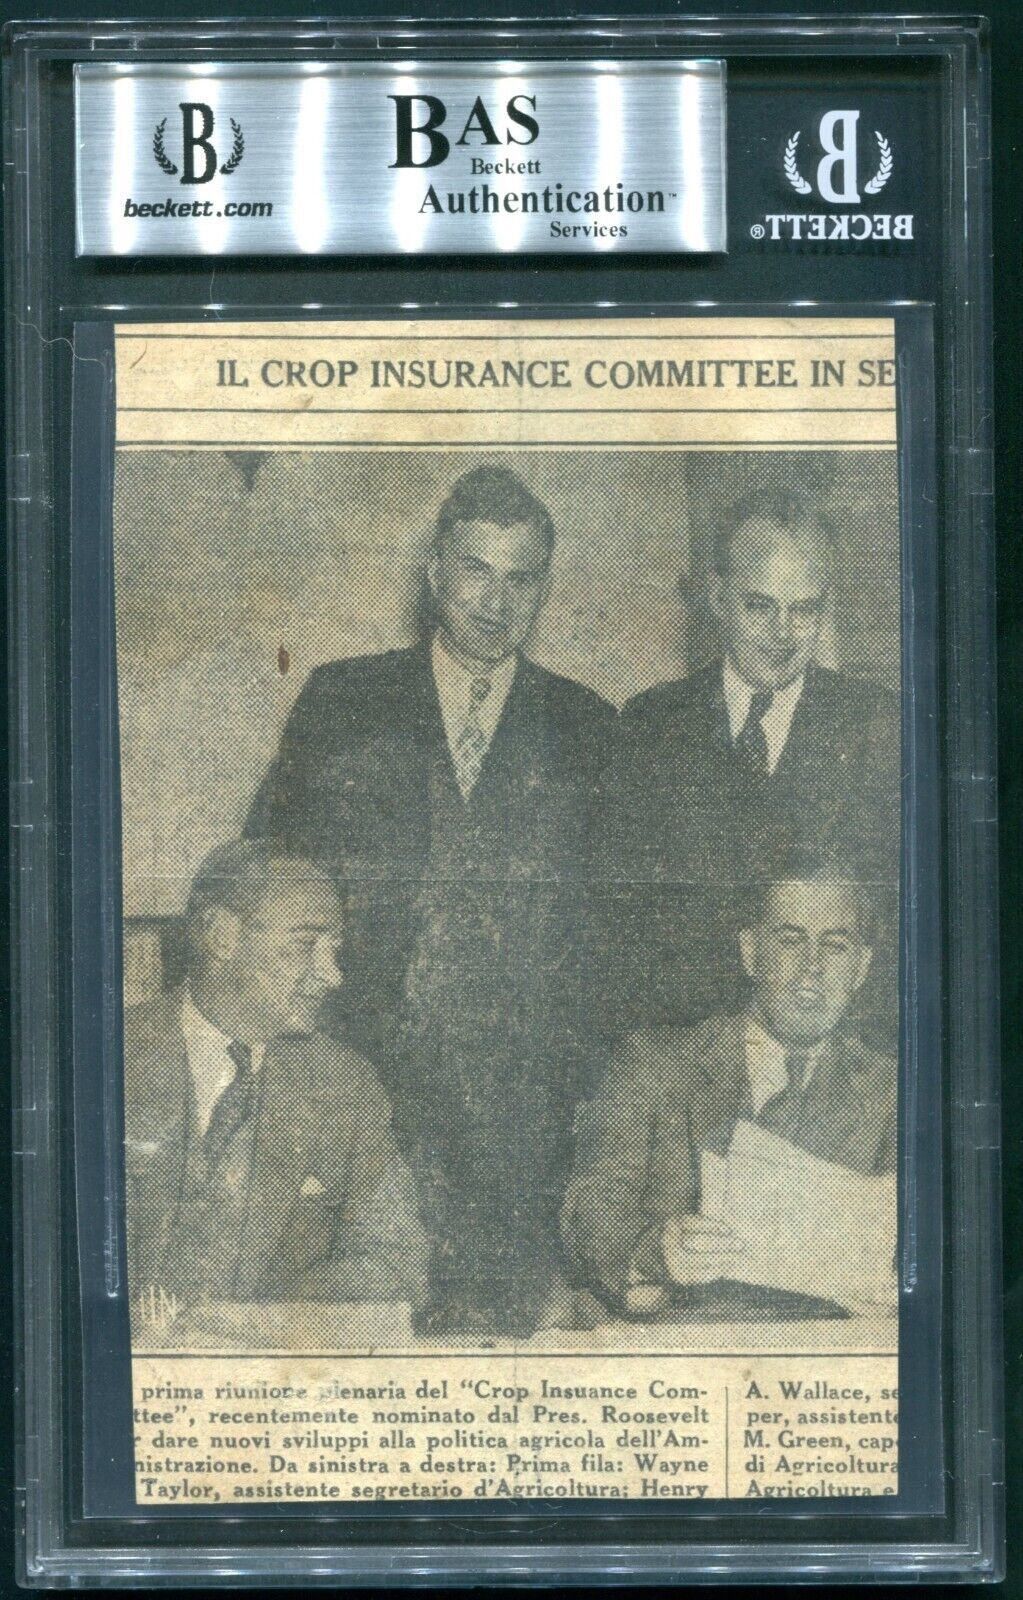 B
beckett.com
BAS
Beckett
Authentication™
Services
B
BECKETT®
IL CROP INSURANCE COMMITTEE IN SE
prima riunione plenaria del "Crop Insuance Com-
ttee", recentemente nominato dal Pres. Roosevelt
r dare nuovi sviluppi alla politica agricola dell'Am-
nistrazione. Da sinistra a destra: Prima fila: Wayne
Taylor, assistente segretario d'Agricoltura; Henry
A. Wallace, se
per, assistente
M. Green, cap
di Agricoltura
Agricoltura e